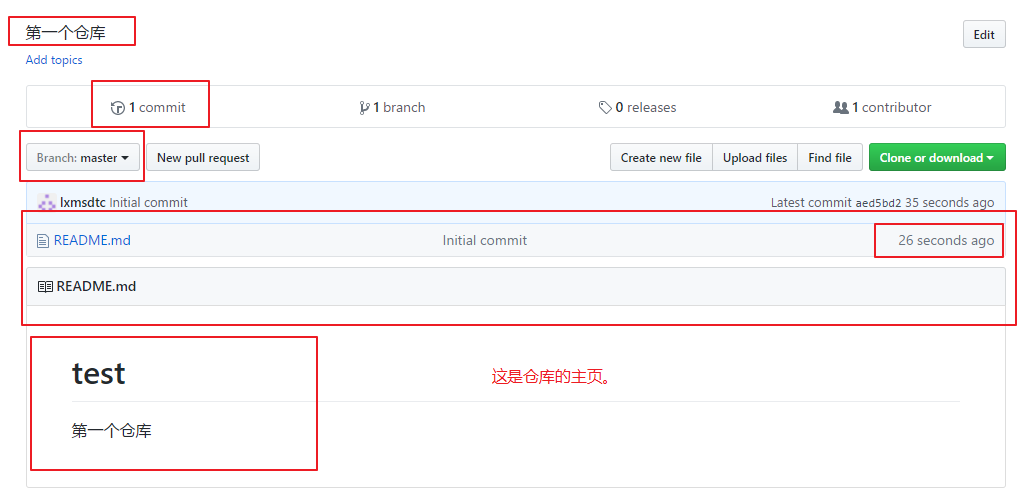 第一个仓库
Edit
Add topics
1 commit
1 branch
0 releases
1 contributor
Branch: master
New pull request
Create new file
Upload files
Find file
Clone or download
lxmsdtc Initial commit
Latest commit aed5bd2 35 seconds ago
README.md
Initial commit
26 seconds ago
README.md
test
这是仓库的主页。
第一个仓库